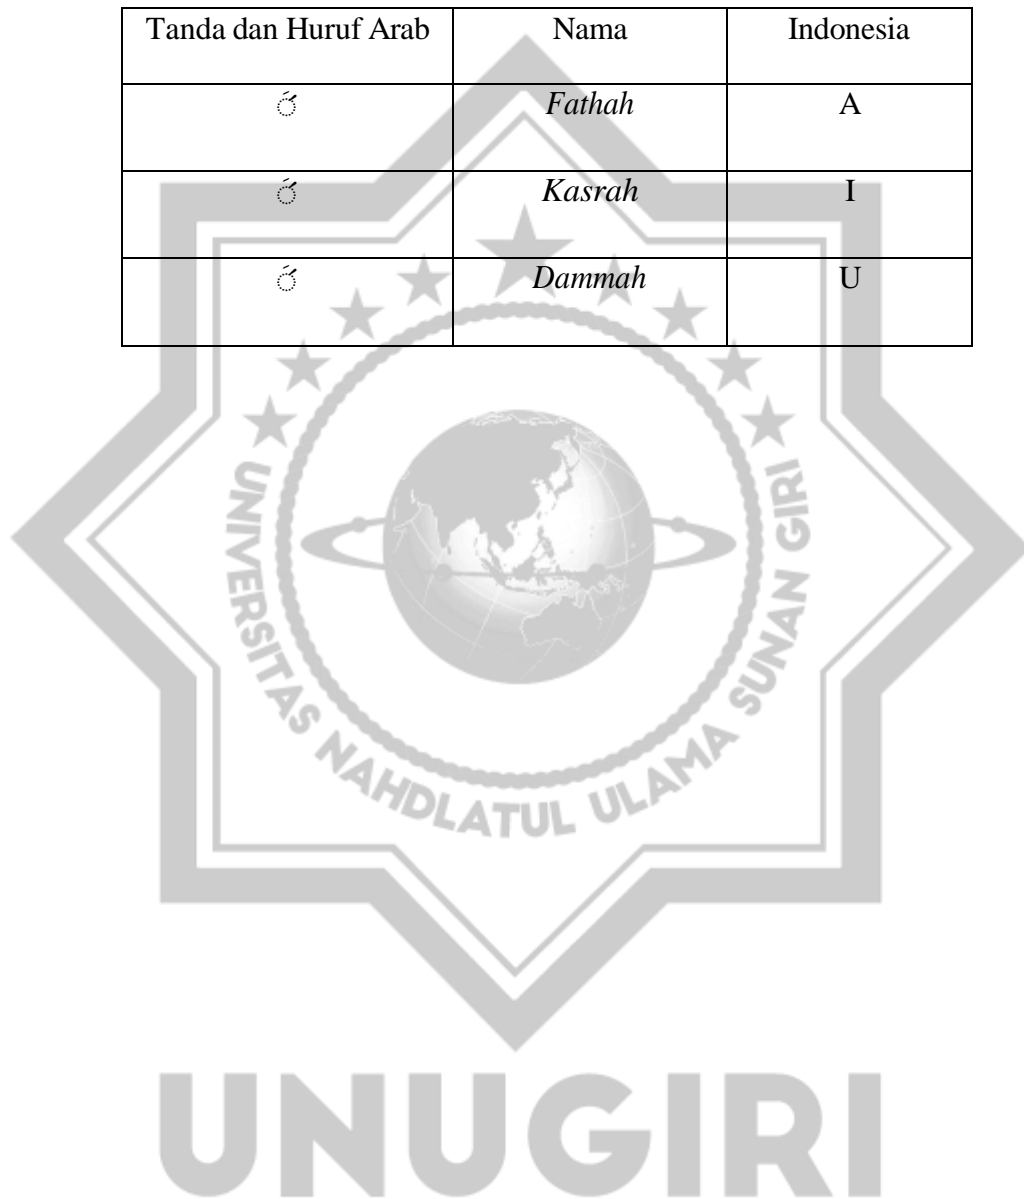 Tanda dan Huruf Arab Nama Indonesia
◌َ Fathah A
◌َ Kasrah I
◌َ Dammah U
UNIVERSITAS NAHDLATUL ULAMA SUNAN GIRI
UNUGIRI